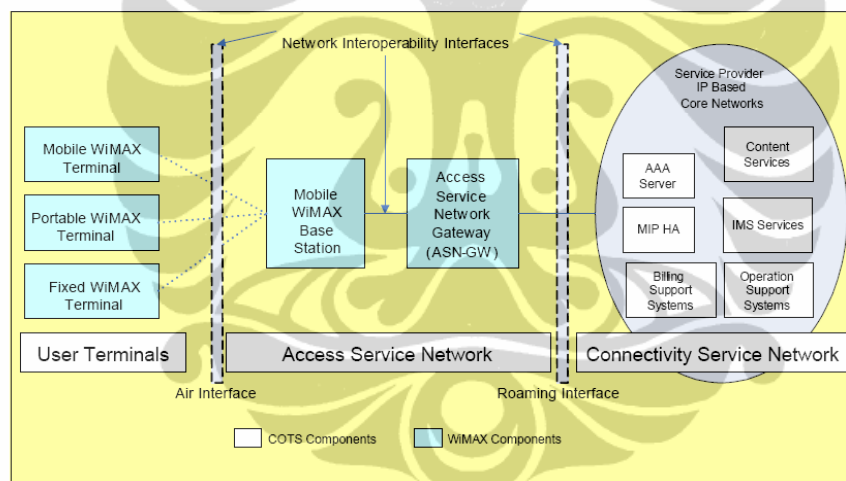 Network Interoperability Interfaces
Service Provider
IP Based
Core Networks
Mobile WiMAX
Terminal
Portable WiMAX
Terminal
Fixed WiMAX
Terminal
Mobile
WiMAX
Base
Station
Access
Service
Network
Gateway
(ASN-GW)
AAA
Server
Content
Services
MIP HA
IMS Services
Billing
Support
Systems
Operation
Support
Systems
User Terminals
Access Service Network
Connectivity Service Network
Air Interface
Roaming Interface
COTS Components
WiMAX Components